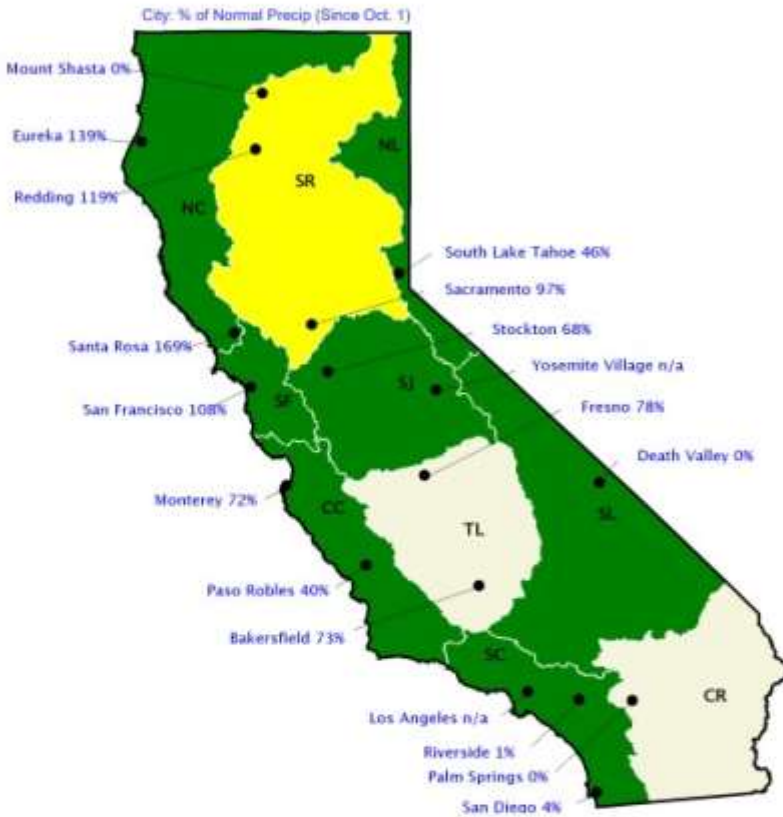 City: % of Normal Precip (Since Oct. 1)
Mount Shasta 0%
Eureka 139%
NL
Redding 119%
SR
NC
South Lake Tahoe 46%
Sacramento 97%
Stockton 68%
Santa Rosa 169%
Yosemite Village n/a
SJ
San Francisco 108%
SF
Fresno 78%
Death Valley 0%
Monterey 72%
CC
SL
TL
Paso Robles 40%
Bakersfield 73%
SC
CR
Los Angeles n/a
Riverside 1%
Palm Springs 0%
San Diego 4%